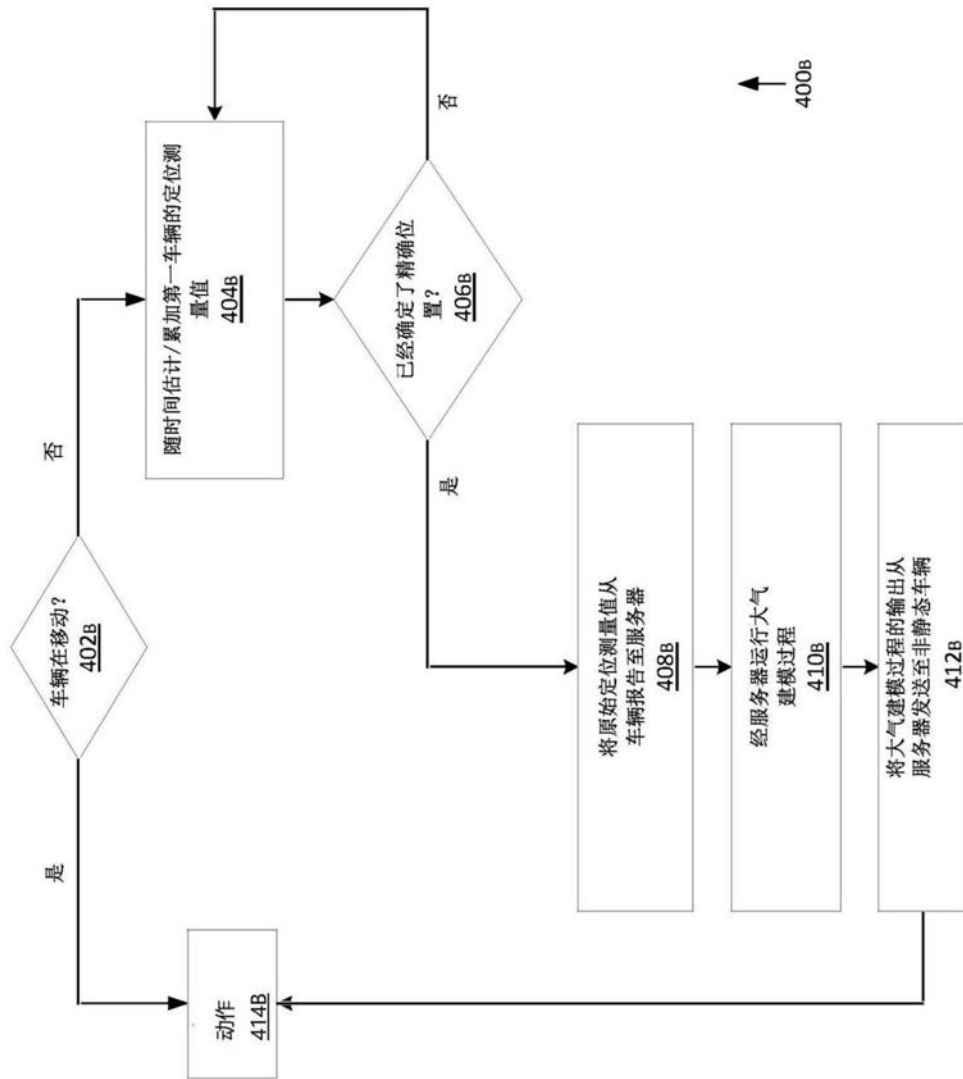 车辆在移动?
402B
是
否
随时间估计/累加第一车辆的定位测
量值
404B
已经确定了精确位
置?
406B
否
是
将原始定位测量值从
车辆报告至服务器
408B
经服务器运行大气
建模过程
410B
将大气建模过程的输出从
服务器发送至非静态车辆
412B
动作
414B
400B